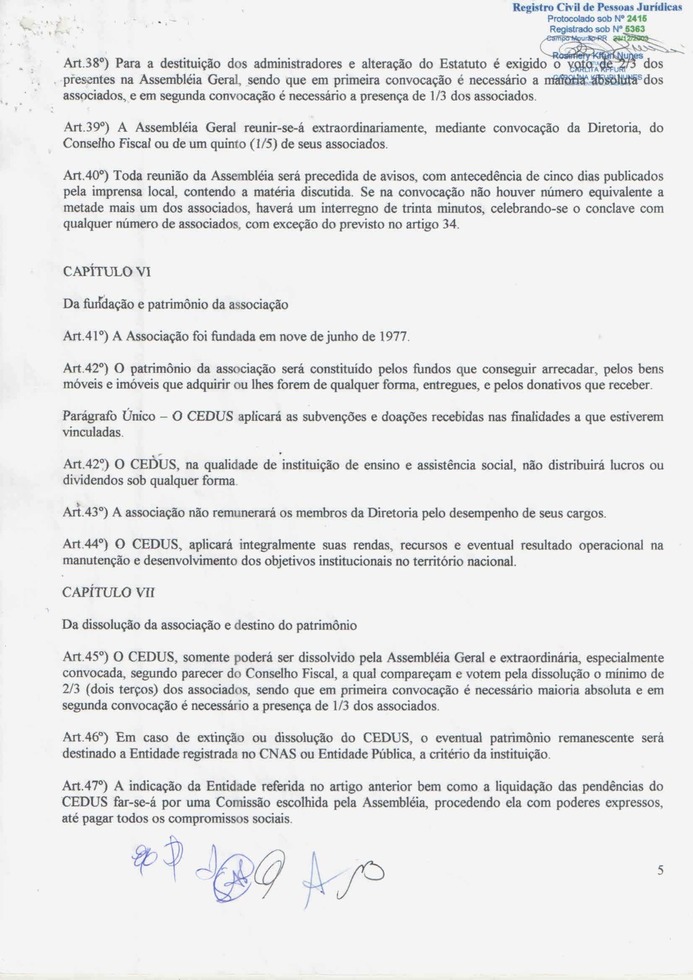 Registro Civil de Pessoas Jurídicas
Protocolado sob Nº 2415
Registrado sob Nº 5363
Campo Mourão-PR
Art.38º) Para a destituição dos administradores e alteração do Estatuto é exigido o voto de 2/3 dos
presentes na Assembléia Geral, sendo que em primeira convocação é necessário a maioria absoluta dos
associados, e em segunda convocação é necessário a presença de 1/3 dos associados.
Art.39º) A Assembléia Geral reunir-se-á extraordinariamente, mediante convocação da Diretoria, do
Conselho Fiscal ou de um quinto (1/5) de seus associados.
Art.40º) Toda reunião da Assembléia será precedida de avisos, com antecedência de cinco dias publicados
pela imprensa local, contendo a matéria discutida. Se na convocação não houver número equivalente a
metade mais um dos associados, haverá um interregno de trinta minutos, celebrando-se o conclave com
qualquer número de associados, com exceção do previsto no artigo 34.
CAPÍTULO VI
Da fundação e patrimônio da associação
Art.41º) A Associação foi fundada em nove de junho de 1977.
Art.42º) O patrimônio da associação será constituído pelos fundos que conseguir arrecadar, pelos bens
móveis e imóveis que adquirir ou lhes forem de qualquer forma, entregues, e pelos donativos que receber.
Parágrafo Único – O CEDUS aplicará as subvenções e doações recebidas nas finalidades a que estiverem
vinculadas.
Art.42º) O CEDUS, na qualidade de instituição de ensino e assistência social, não distribuirá lucros ou
dividendos sob qualquer forma.
Art.43º) A associação não remunerará os membros da Diretoria pelo desempenho de seus cargos.
Art.44º) O CEDUS, aplicará integralmente suas rendas, recursos e eventual resultado operacional na
manutenção e desenvolvimento dos objetivos institucionais no território nacional.
CAPÍTULO VII
Da dissolução da associação e destino do patrimônio
Art.45º) O CEDUS, somente poderá ser dissolvido pela Assembléia Geral e extraordinária, especialmente
convocada, segundo parecer do Conselho Fiscal, a qual compareçam e votem pela dissolução o mínimo de
2/3 (dois terços) dos associados, sendo que em primeira convocação é necessário maioria absoluta e em
segunda convocação é necessário a presença de 1/3 dos associados.
Art.46º) Em caso de extinção ou dissolução do CEDUS, o eventual patrimônio remanescente será
destinado a Entidade registrada no CNAS ou Entidade Pública, a critério da instituição.
Art.47º) A indicação da Entidade referida no artigo anterior bem como a liquidação das pendências do
CEDUS far-se-á por uma Comissão escolhida pela Assembléia, procedendo ela com poderes expressos,
até pagar todos os compromissos sociais.
5